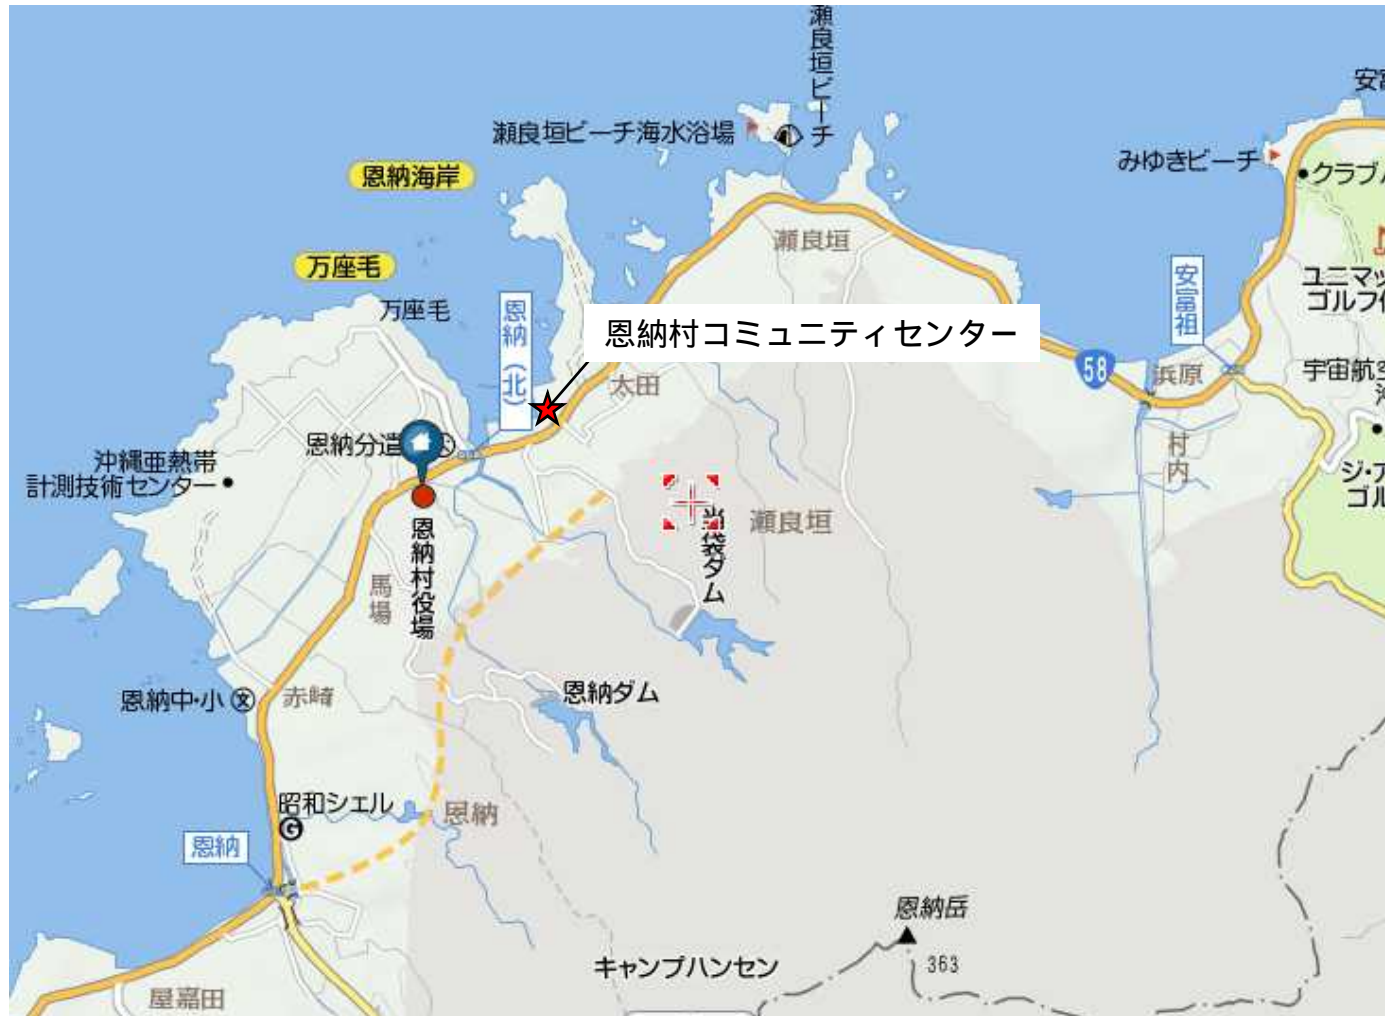 瀬良垣ビーチ
安富
瀬良垣ビーチ海水浴場
みゆきビーチ
クラブハ
恩納海岸
瀬良垣
万座毛
万座毛
安富祖
ユニマッ
ゴルフ
恩納(北)
恩納村コミュニティセンター
58
浜原
宇宙航空
太田
恩納分遣
村内
沖縄亜熱帯
計測技術センター
ジ・ア
ゴル
当袋ダム
瀬良垣
恩納村役場
馬場
恩納ダム
恩納中・小 文
赤崎
昭和シェル
G
恩納
恩納
恩納岳
363
キャンプハンセン
屋嘉田